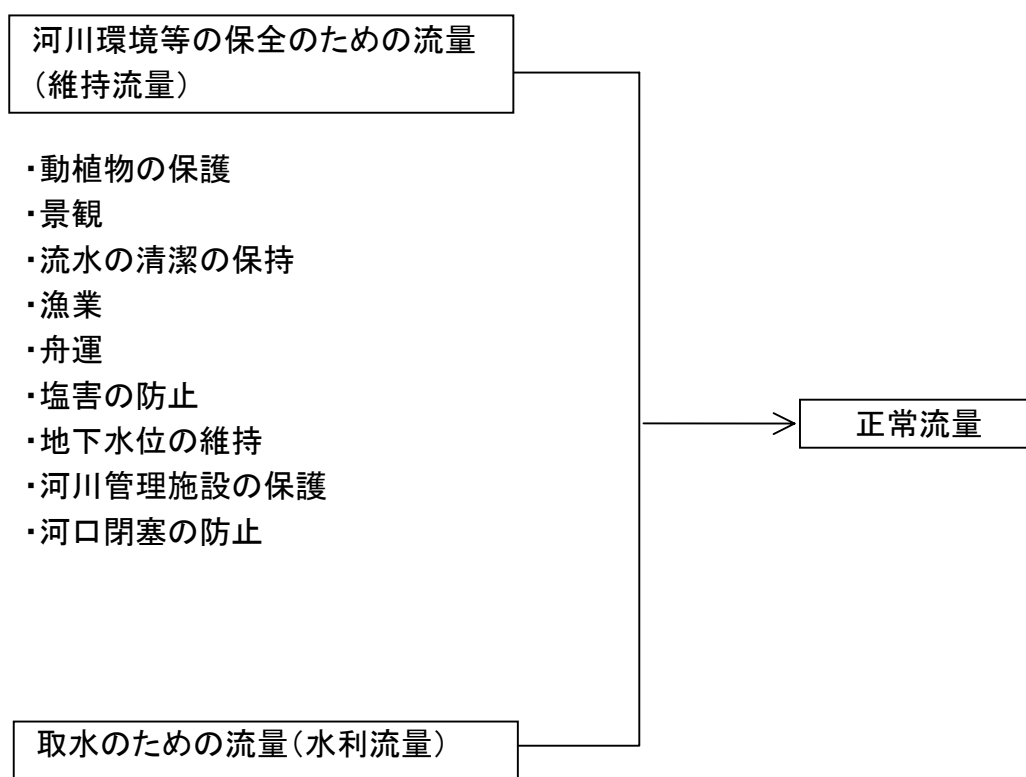 河川環境等の保全のための流量
（維持流量）
・動植物の保護
・景観
・流水の清潔の保持
・漁業
・舟運
・塩害の防止
・地下水位の維持
・河川管理施設の保護
・河口閉塞の防止
正常流量
取水のための流量（水利流量）